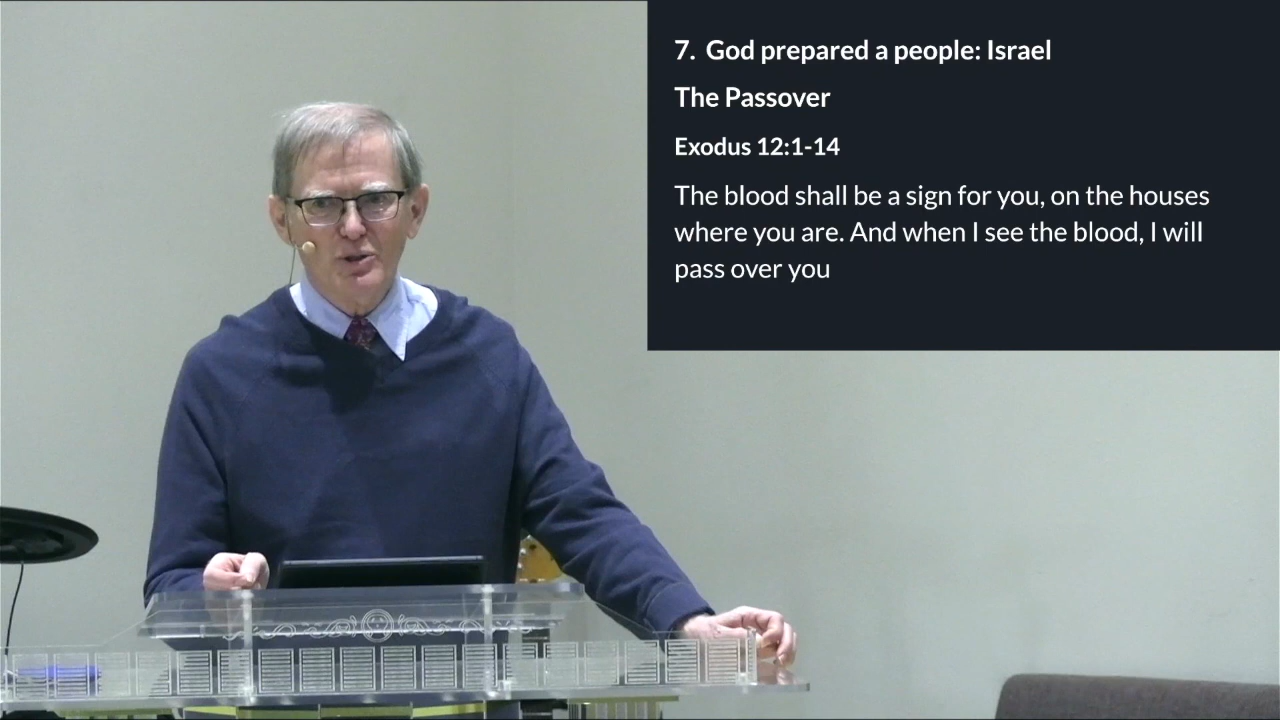 7. God prepared a people: Israel
The Passover
Exodus 12:1-14
The blood shall be a sign for you, on the houses
where you are. And when I see the blood, I will
pass over you